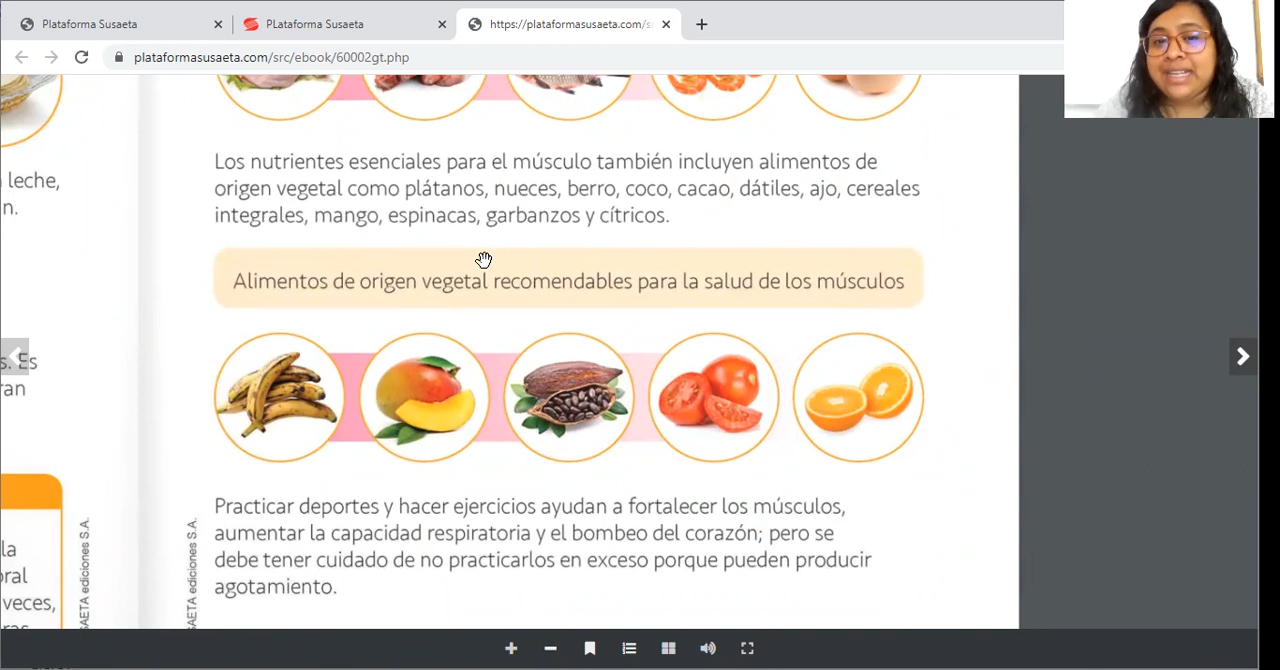 Plataforma Susaeta
PLataforma Susaeta
https://plataformasusaeta.com/s
plataformasusaeta.com/src/ebook/60002gt.php
leche,
n.
s. Es
ran
la
oral
veces,
SAETA ediciones S.A.
Los nutrientes esenciales para el músculo también incluyen alimentos de
origen vegetal como plátanos, nueces, berro, coco, cacao, dátiles, ajo, cereales
integrales, mango, espinacas, garbanzos y cítricos.
Alimentos de origen vegetal recomendables para la salud de los músculos
Practicar deportes y hacer ejercicios ayudan a fortalecer los músculos,
aumentar la capacidad respiratoria y el bombeo del corazón; pero se
debe tener cuidado de no practicarlos en exceso porque pueden producir
agotamiento.
SAETA ediciones S.A.